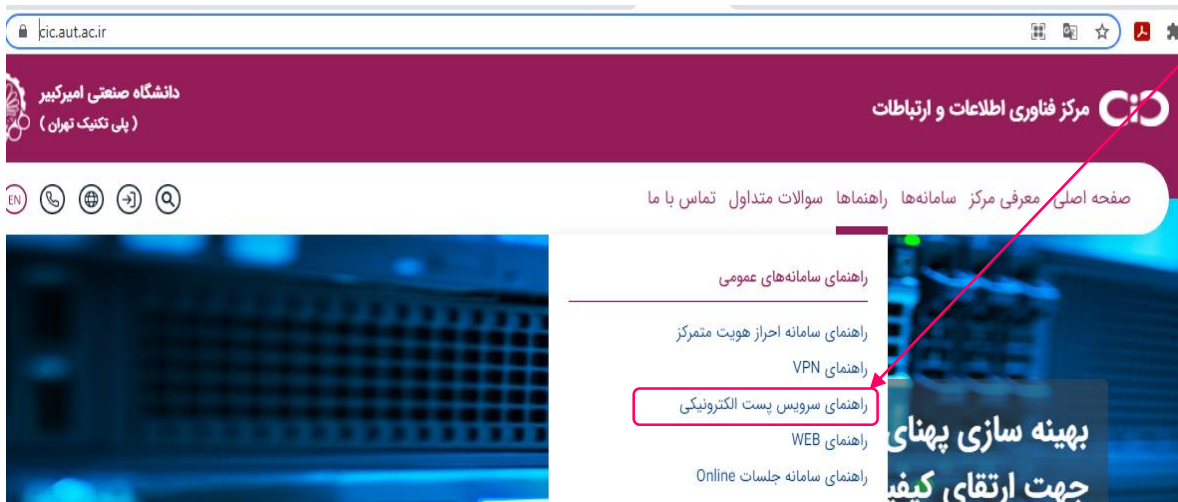 cic.aut.ac.ir
مرکز فناوری اطلاعات و ارتباطات
دانشگاه صنعتی امیرکبیر
( پلی تکنیک تهران )
صفحه اصلی معرفی مرکز سامانه‌ها راهنماها سوالات متداول تماس با ما
EN
راهنمای سامانه‌های عمومی
راهنمای سامانه احراز هویت متمرکز
راهنمای VPN
راهنمای سرویس پست الکترونیکی
راهنمای WEB
راهنمای سامانه جلسات Online
بهینه سازی پهنای
جهت ارتقای